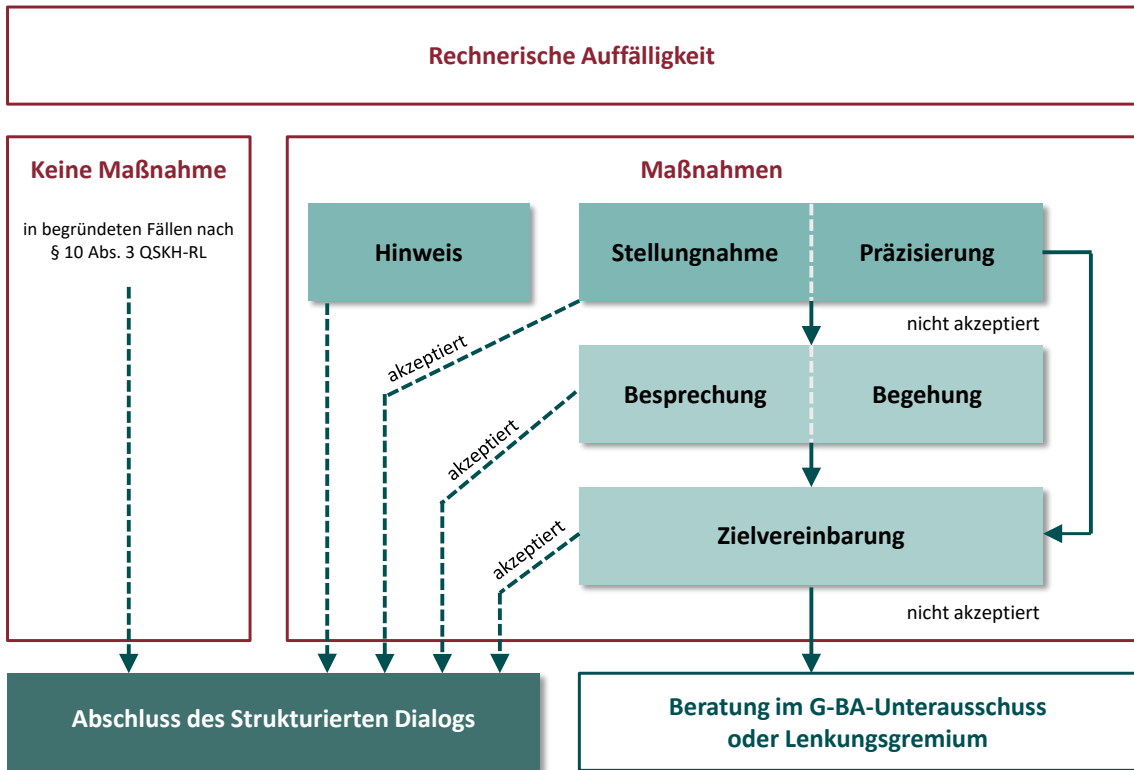 Rechnerische Auffälligkeit
Keine Maßnahme
in begründeten Fällen nach
§ 10 Abs. 3 QSKH-RL
Maßnahmen
Hinweis
Stellungnahme
Präzisierung
nicht akzeptiert
akzeptiert
Besprechung
Begehung
akzeptiert
Zielvereinbarung
akzeptiert
nicht akzeptiert
Abschluss des Strukturierten Dialogs
Beratung im G-BA-Unterausschuss
oder Lenkungsgremium